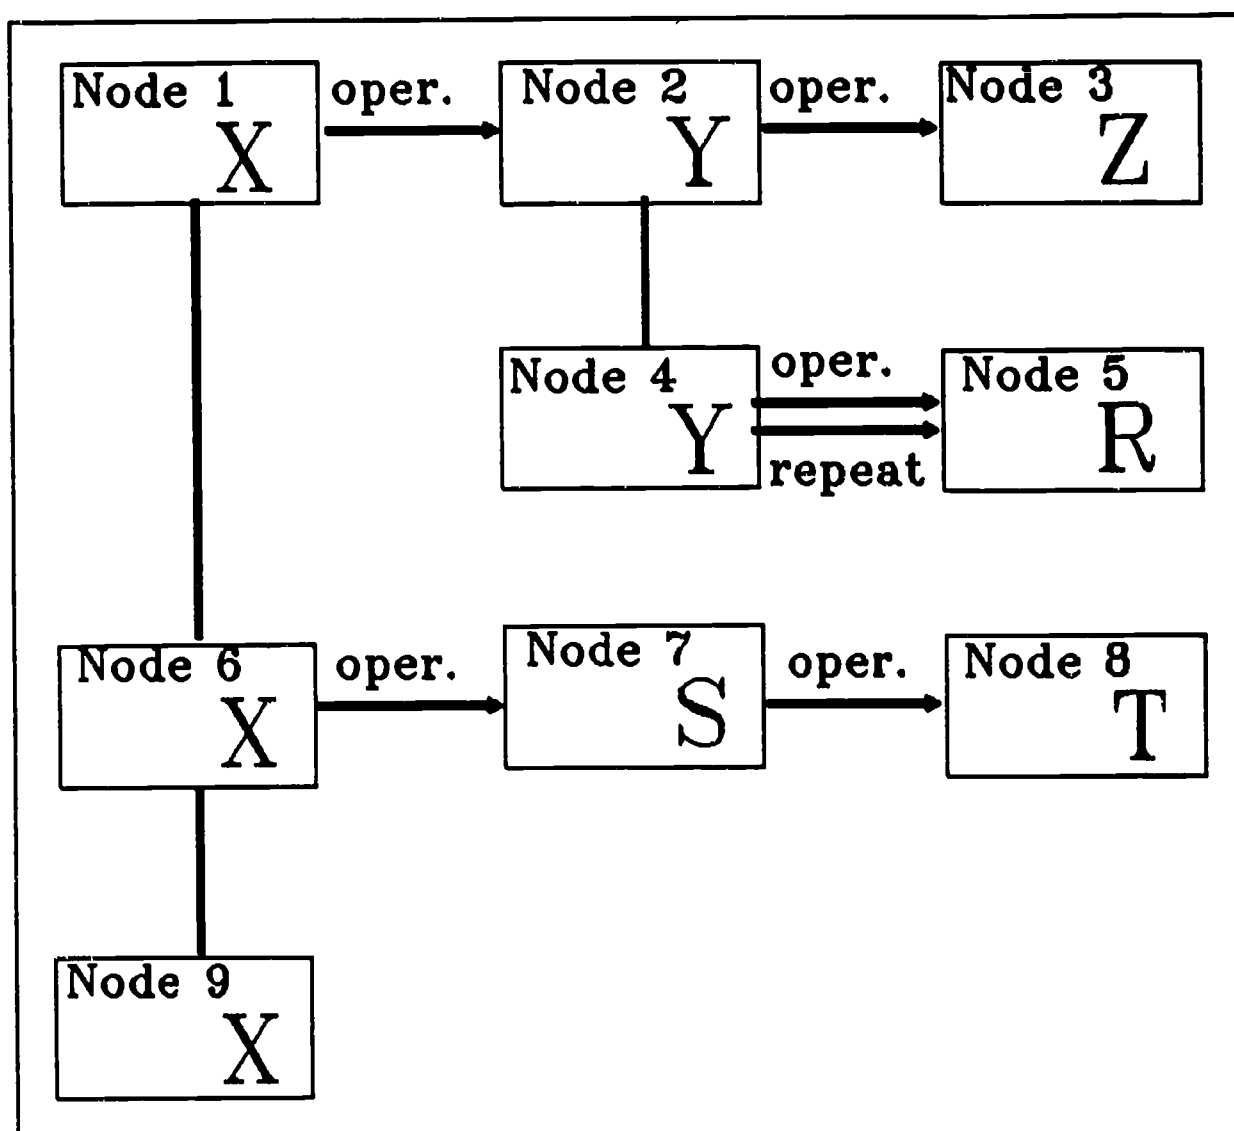 Node 1
X
oper.
Node 2
Y
oper.
Node 3
Z
Node 4
Y
oper.
repeat
Node 5
R
Node 6
X
oper.
Node 7
S
oper.
Node 8
T
Node 9
X